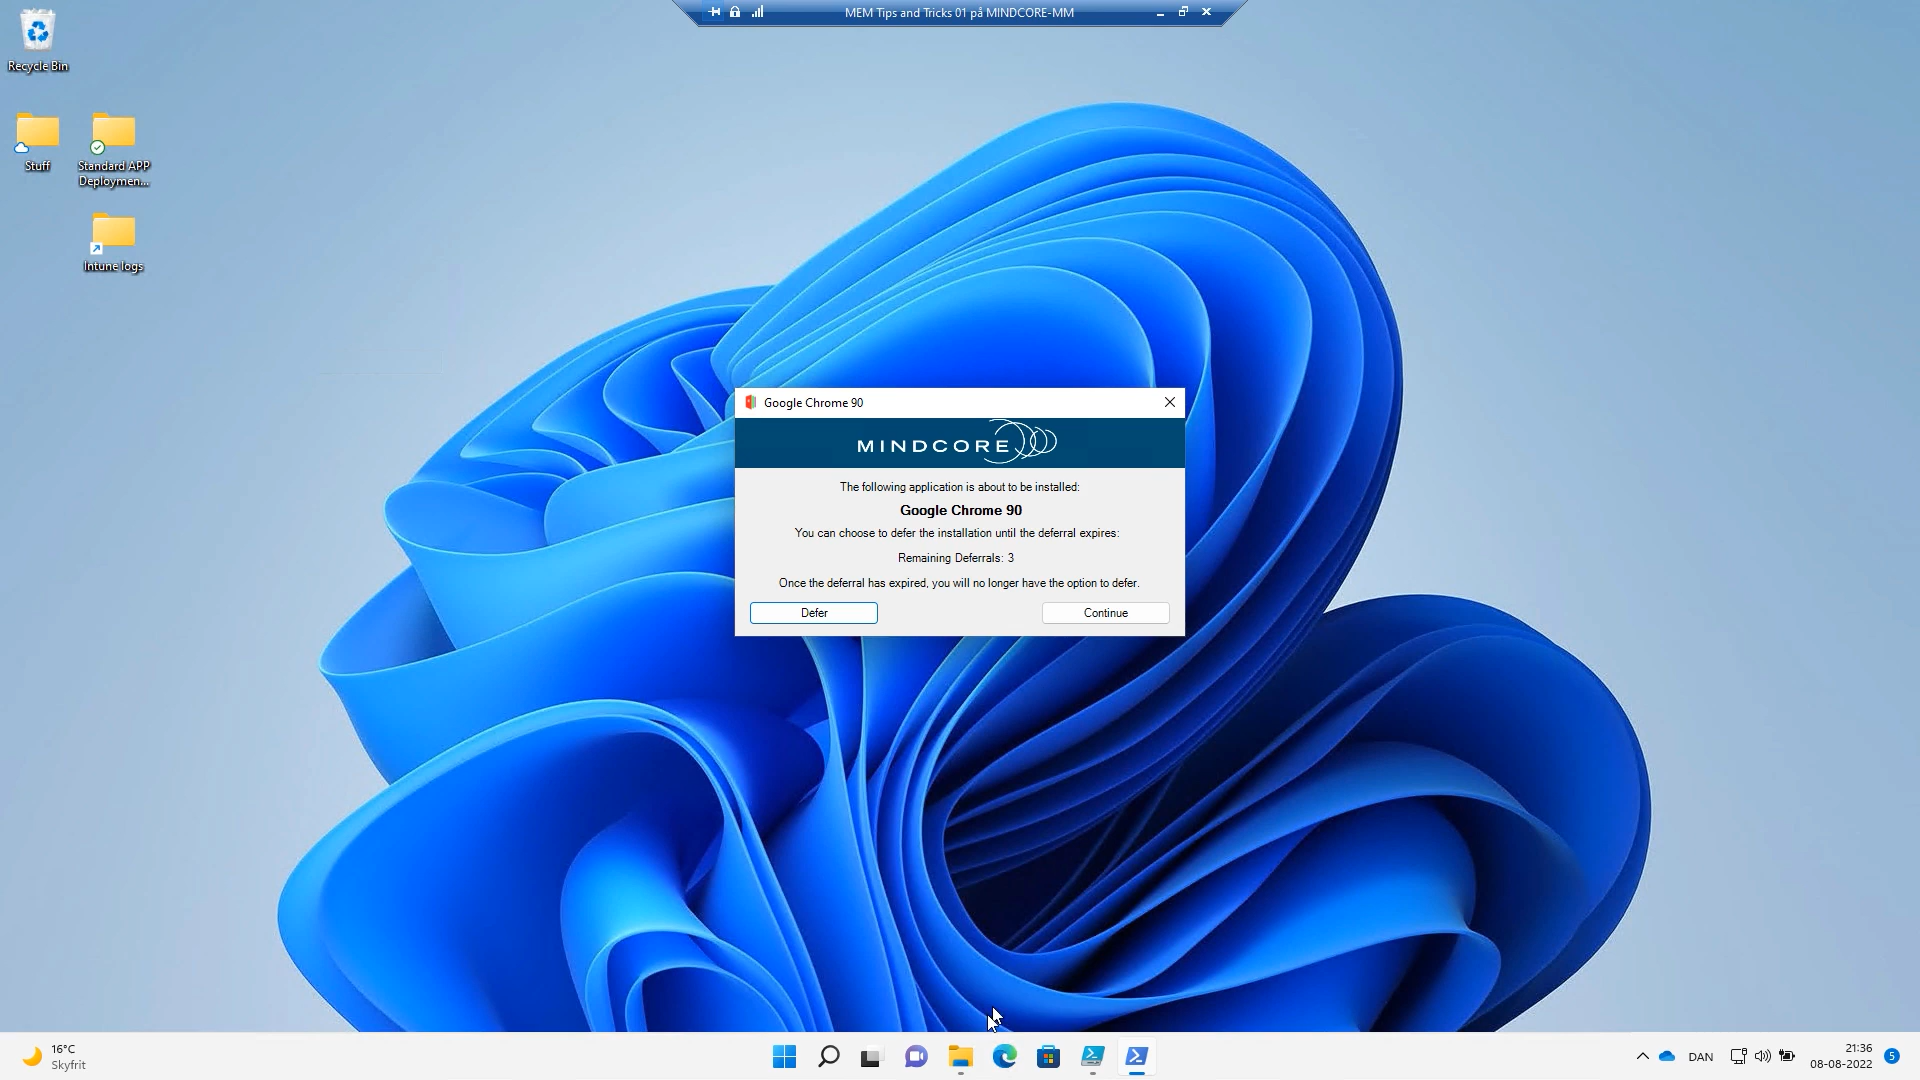 MEM Tips and Tricks 01 på MINDCORE-MM
Recycle Bin
Stuff
Standard APP
Deploymen...
Intune logs
Google Chrome 90
MINDCORE
The following application is about to be installed:
Google Chrome 90
You can choose to defer the installation until the deferral expires:
Remaining Deferrals: 3
Once the deferral has expired, you will no longer have the option to defer.
Defer
Continue
16°C
Skyfrit
DAN
21:36
08-08-2022
5